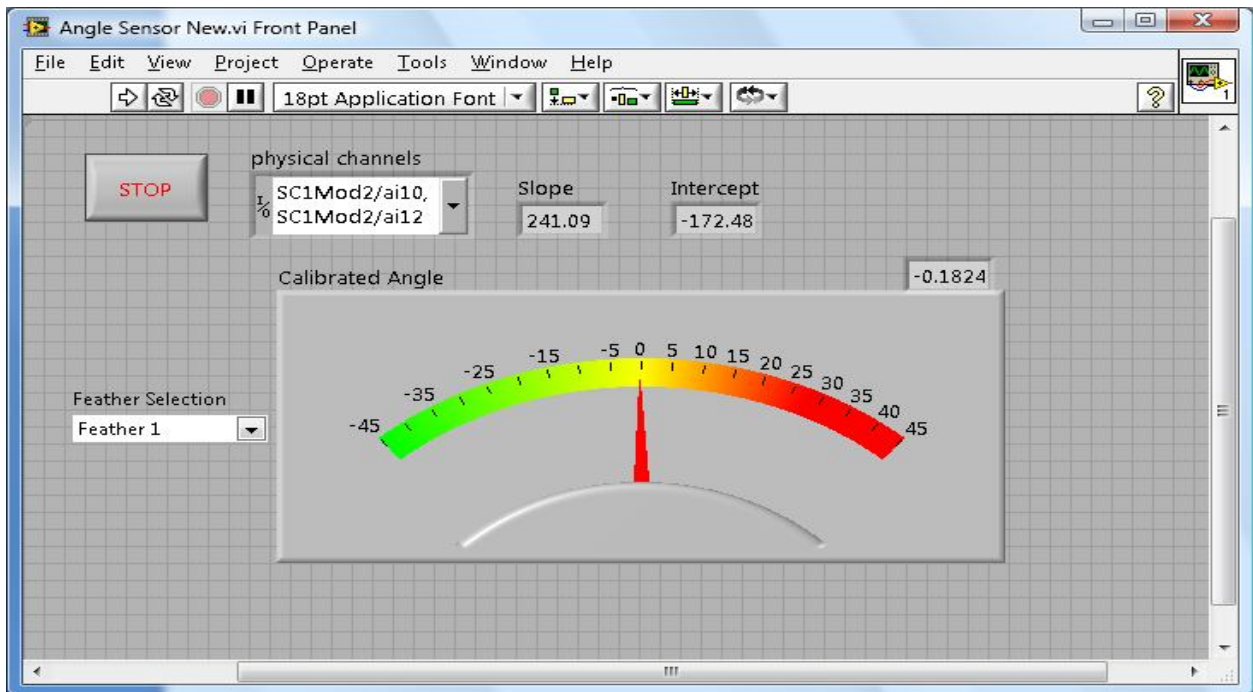 Angle Sensor New.vi Front Panel
File Edit View Project Operate Tools Window Help
18pt Application Font
1
STOP
physical channels
I/O
SC1Mod2/ai10,
SC1Mod2/ai12
Slope
241.09
Intercept
-172.48
Calibrated Angle
-0.1824
-45 -35 -25 -15 -5 0 5 10 15 20 25 30 35 40 45
Feather Selection
Feather 1